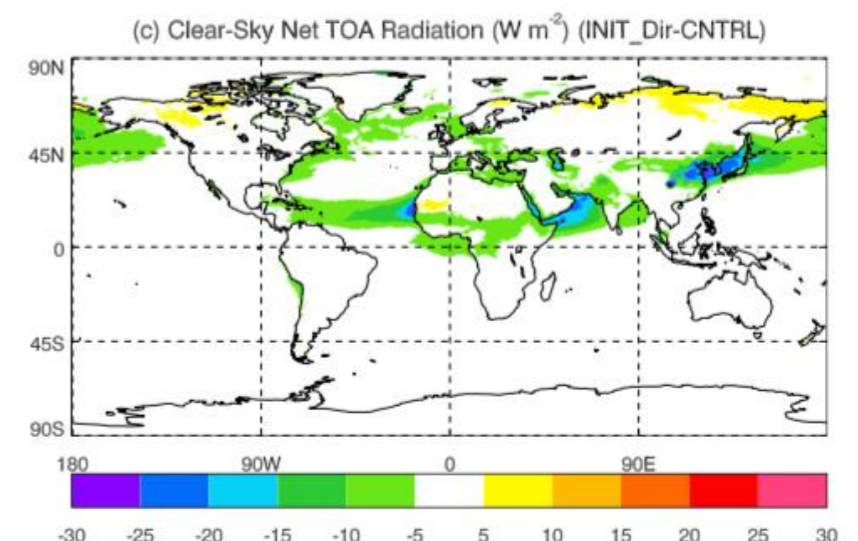 (c) Clear-Sky Net TOA Radiation (W m⁻²) (INIT_Dir-CNTRL)
90N
45N
0
45S
90S
180 90W 0 90E
-30 -25 -20 -15 -10 -5 5 10 15 20 25 30